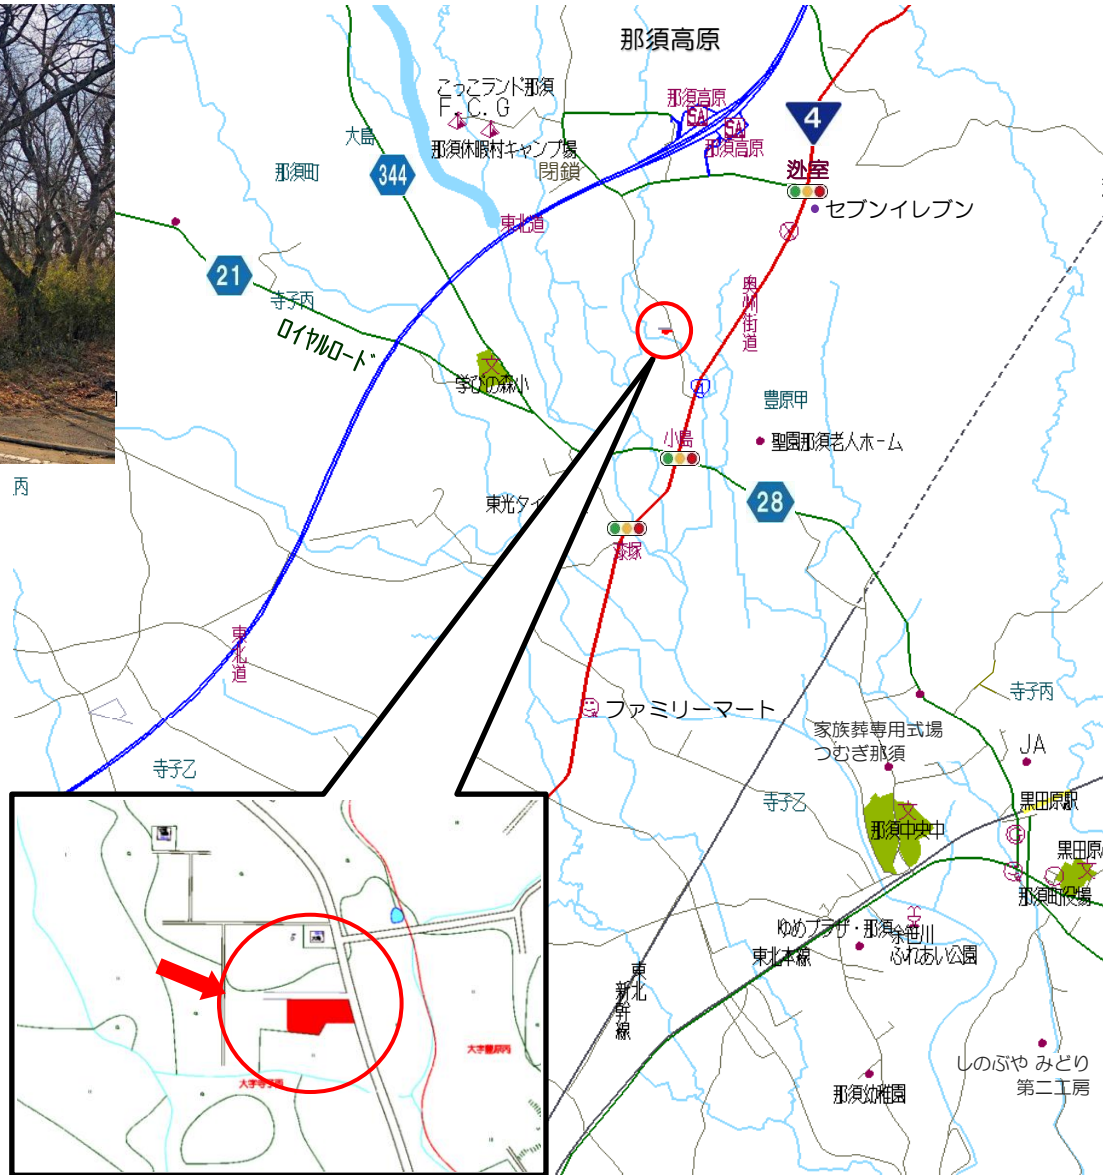 那須高原
こっこランド那須
F.C.G
那須高原
SA
SA
那須高原
4
大島
那須休暇村キャンプ場
閉鎖
那須町
344
東北道
セブンイレブン
21
寺子丙
ロイヤルロード
奥州街道
学びの森小
豊原甲
小島
聖園那須老人ホーム
丙
東光タイ
28
漆塚
東北道
ファミリーマート
寺子丙
家族葬専用式場
つむぎ那須
JA
寺子乙
寺子乙
黒田原駅
那須中央中
黒田原
那須町役場
ゆめプラザ・那須
余笹川
ふれあい公園
東北本線
東北
新幹線
大字豊原丙
大字寺子丙
しのぶや みどり
第二工房
那須幼稚園